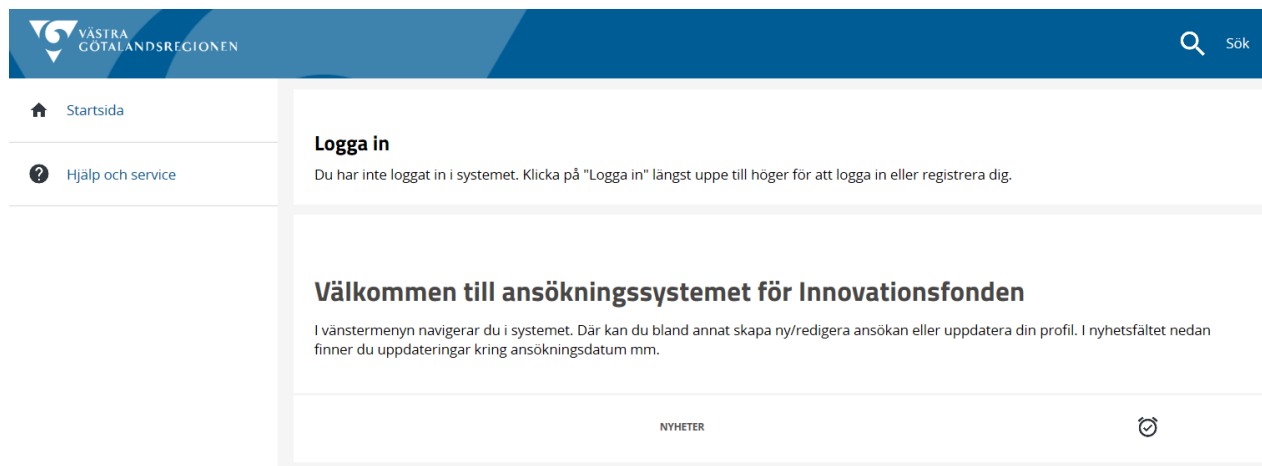 VÄSTRA
GÖTALANDSREGIONEN
Sök
Startsida
Hjälp och service
Logga in
Du har inte loggat in i systemet. Klicka på "Logga in" längst uppe till höger för att logga in eller registrera dig.
Välkommen till ansökningssystemet för Innovationsfonden
I vänstermenyn navigerar du i systemet. Där kan du bland annat skapa ny/redigera ansökan eller uppdatera din profil. I nyhetsfältet nedan
finner du uppdateringar kring ansökningsdatum mm.
NYHETER